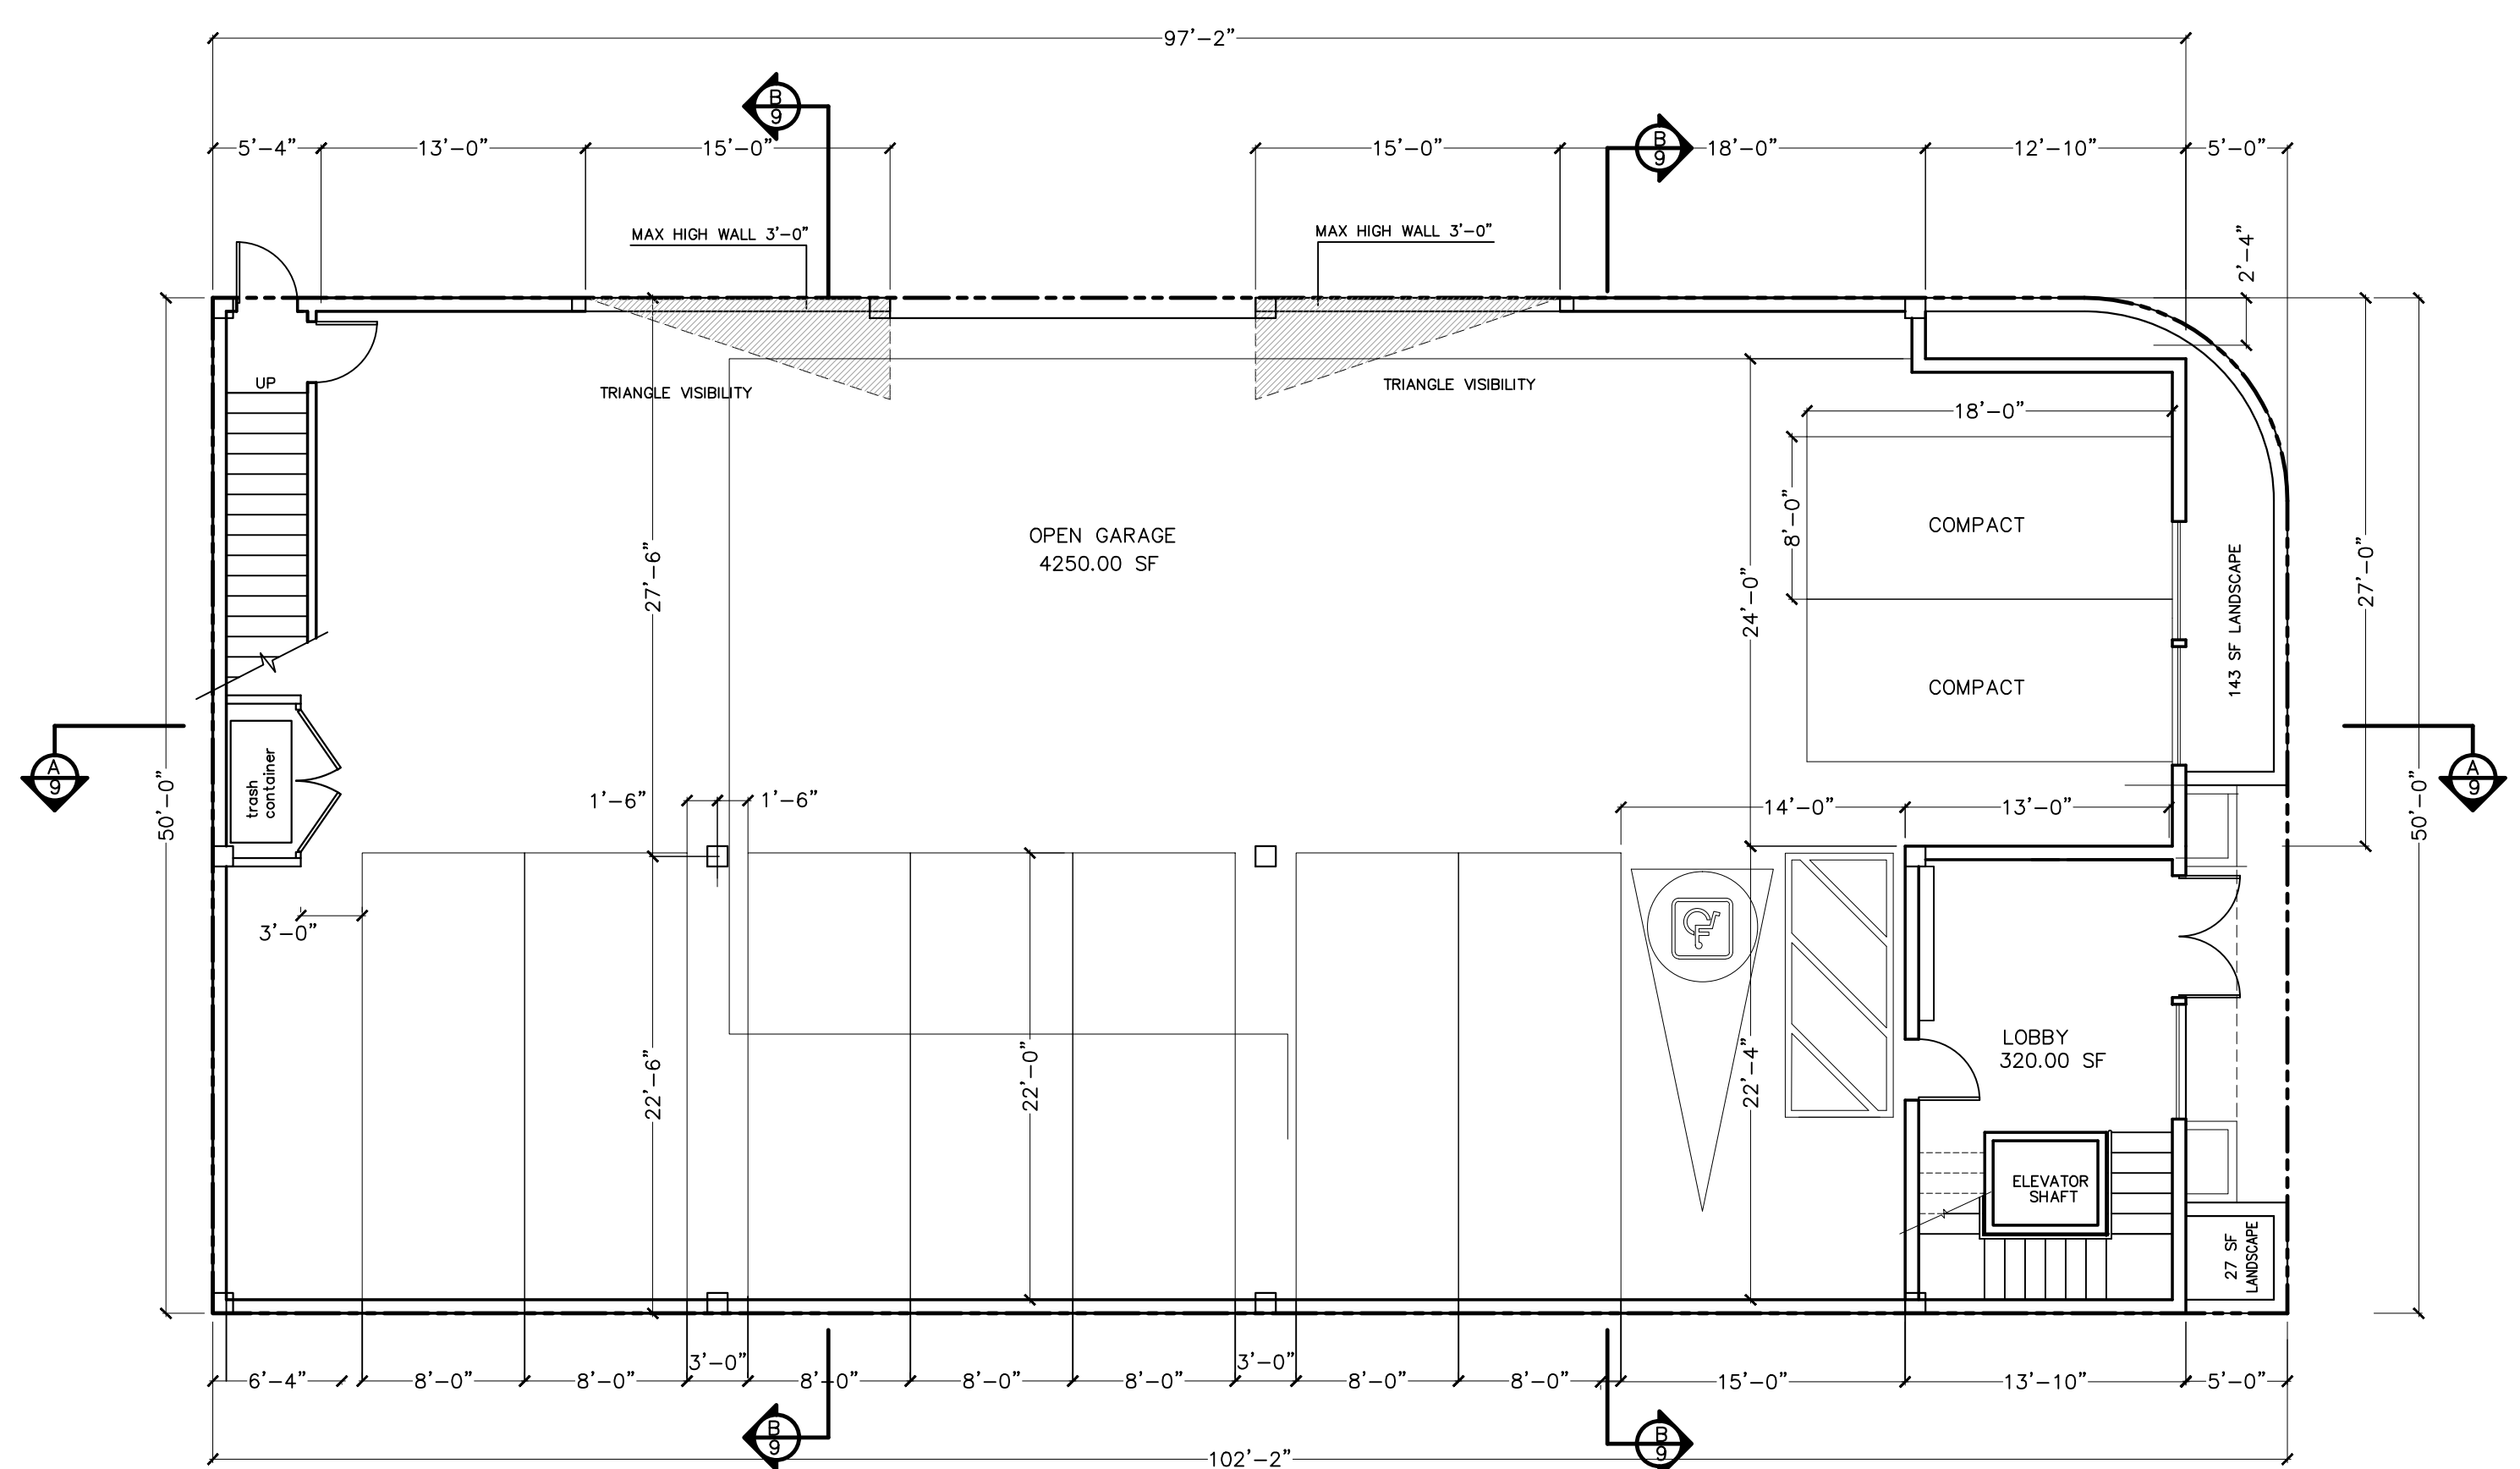 97'-2"
B
9
B
9
5'-4"
13'-0"
15'-0"
15'-0"
18'-0"
12'-10"
5'-0"
MAX HIGH WALL 3'-0"
MAX HIGH WALL 3'-0"
2'-4"
UP
TRIANGLE VISIBILITY
TRIANGLE VISIBILITY
18'-0"
8'-0"
COMPACT
OPEN GARAGE
4250.00 SF
27'-6"
24'-0"
27'-0"
143 SF LANDSCAPE
COMPACT
A
9
A
9
trash
container
50'-0"
50'-0"
1'-6"
1'-6"
14'-0"
13'-0"
3'-0"
LOBBY
320.00 SF
22'-6"
22'-0"
22'-4"
ELEVATOR
SHAFT
27 SF
LANDSCAPE
3'-0"
3'-0"
6'-4"
8'-0"
8'-0"
8'-0"
8'-0"
8'-0"
8'-0"
8'-0"
15'-0"
13'-10"
5'-0"
B
9
B
9
102'-2"